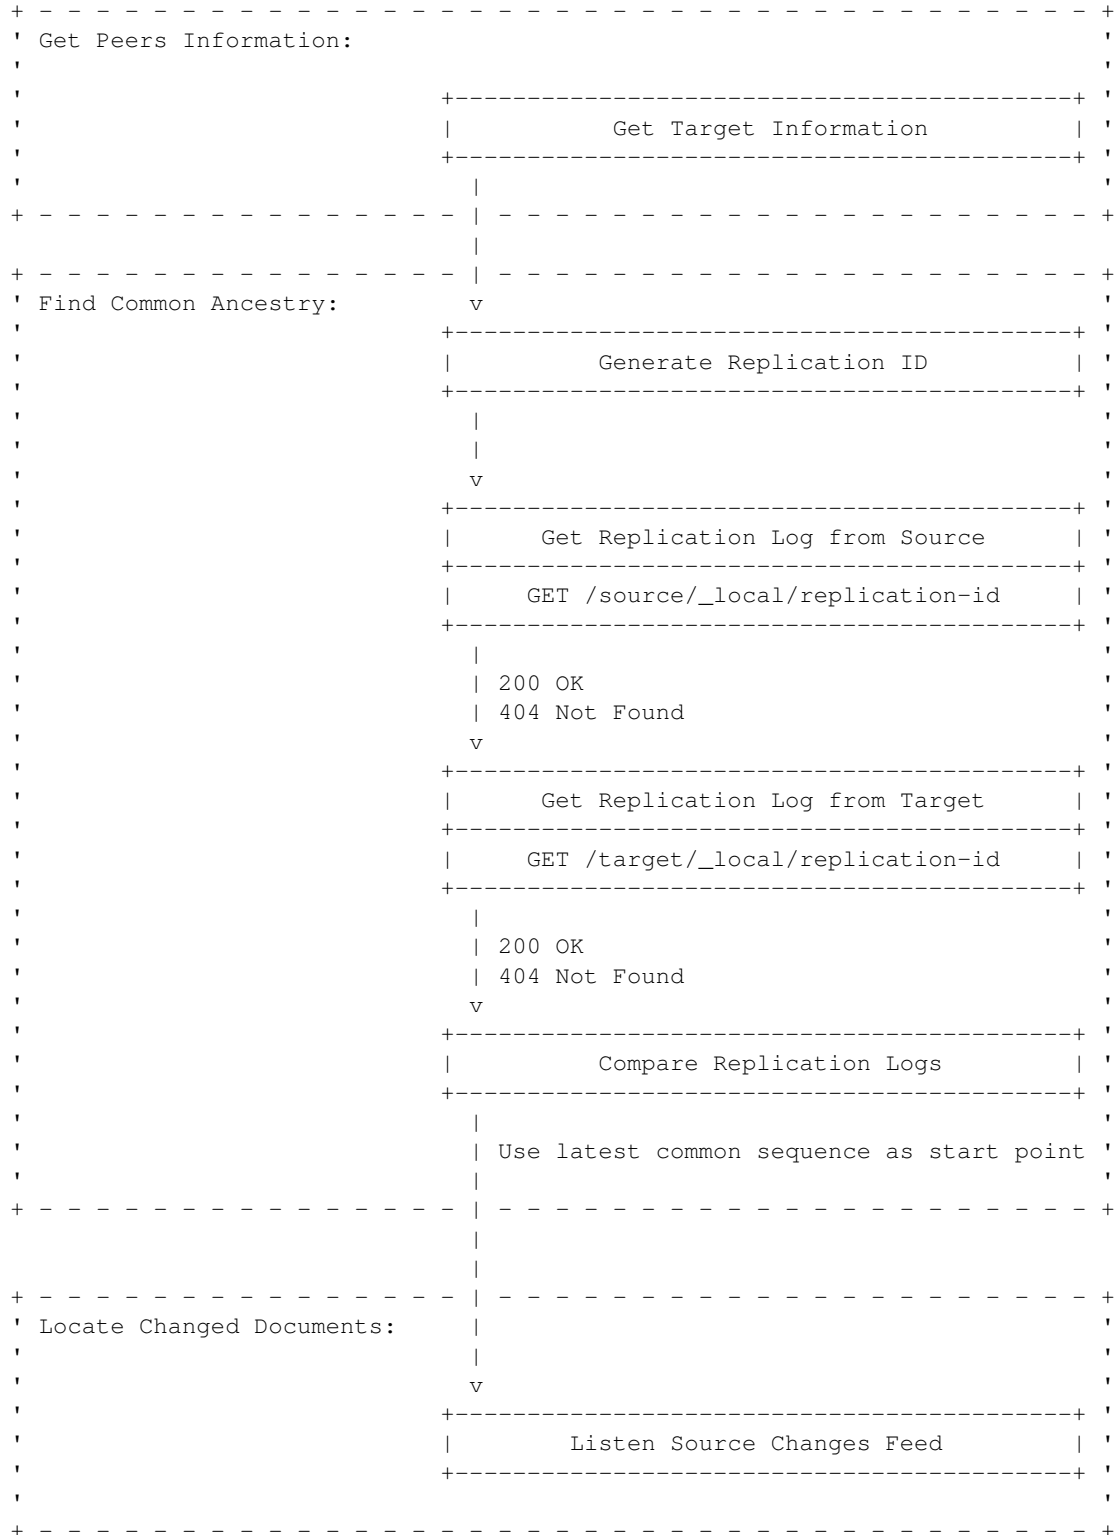 Get Peers Information:
Get Target Information
Find Common Ancestry:
Generate Replication ID
Get Replication Log from Source
GET /source/_local/replication-id
200 OK
404 Not Found
Get Replication Log from Target
GET /target/_local/replication-id
200 OK
404 Not Found
Compare Replication Logs
Use latest common sequence as start point
Locate Changed Documents:
Listen Source Changes Feed